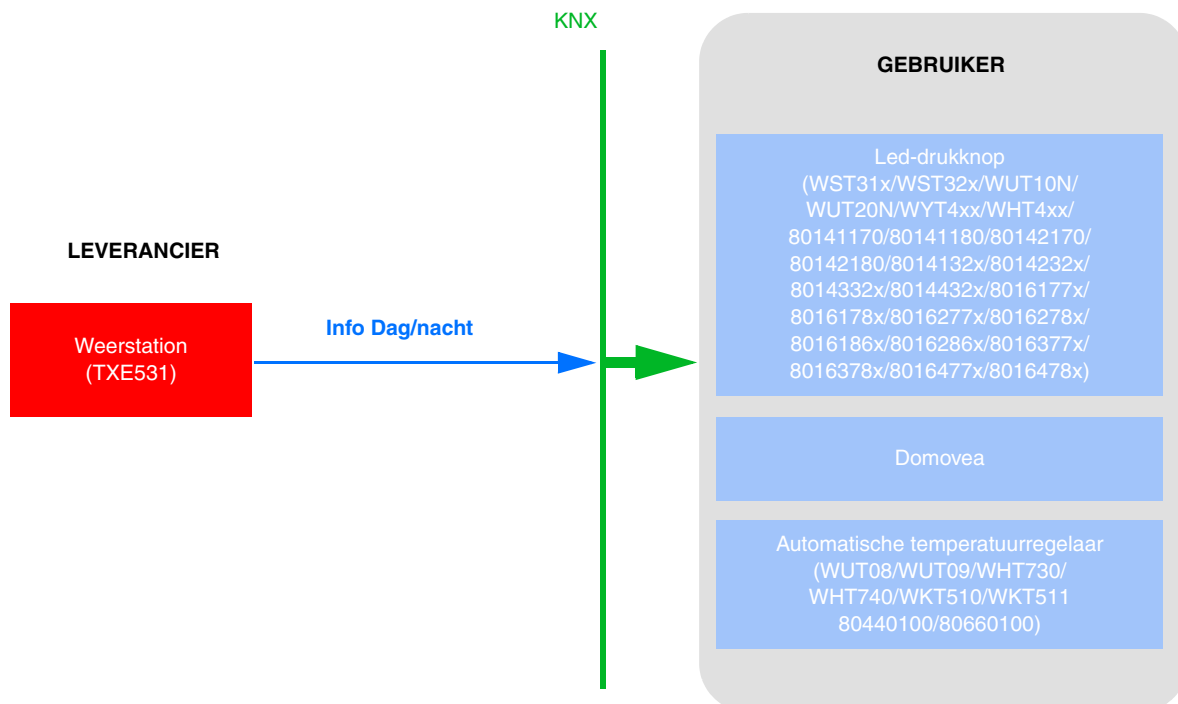 KNX
GEBRUIKER
Led-drukknop
(WST31x/WST32x/WUT10N/
WUT20N/WYT4xx/WHT4xx/
80141170/80141180/80142170/
80142180/8014132x/8014232x/
8014332x/8014432x/8016177x/
8016178x/8016277x/8016278x/
8016186x/8016286x/8016377x/
8016378x/8016477x/8016478x)
LEVERANCIER
Weerstation
(TXE531)
Info Dag/nacht
Domovea
Automatische temperatuurregelaar
(WUT08/WUT09/WHT730/
WHT740/WKT510/WKT511
80440100/80660100)